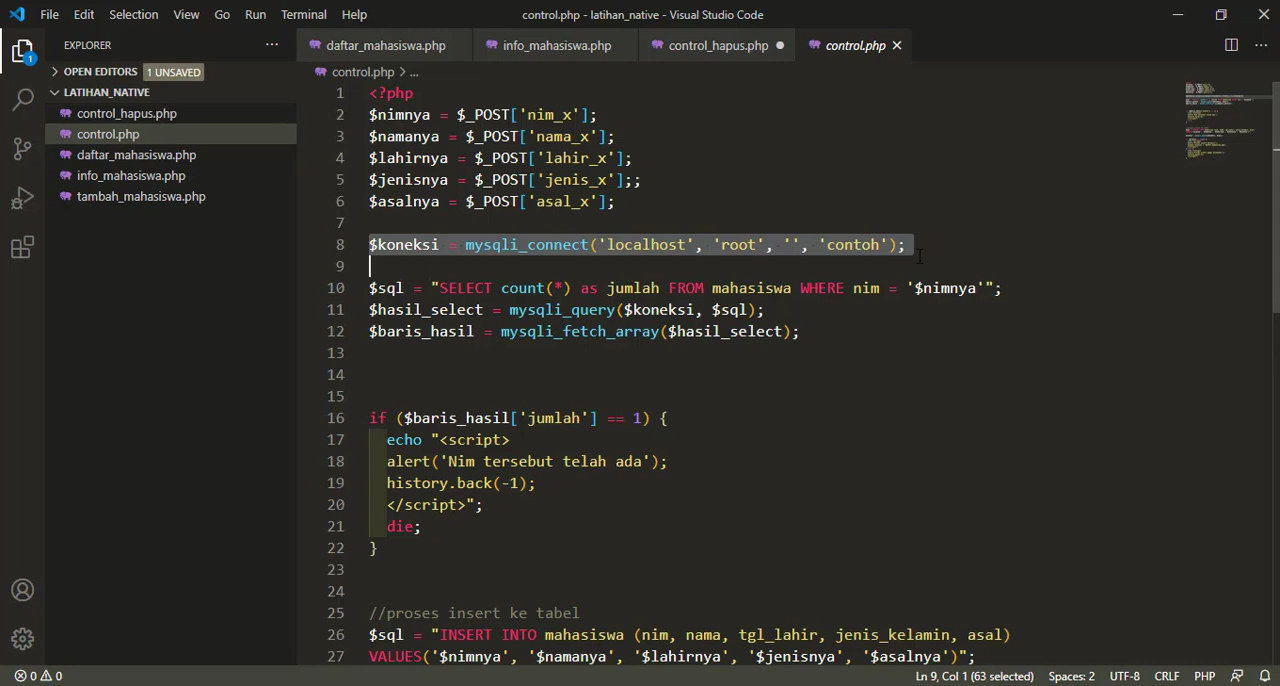 File Edit Selection View Go Run Terminal Help
control.php - latihan_native - Visual Studio Code
EXPLORER
daftar_mahasiswa.php info_mahasiswa.php control_hapus.php control.php
OPEN EDITORS 1 UNSAVED
LATIHAN_NATIVE
control_hapus.php
control.php
daftar_mahasiswa.php
info_mahasiswa.php
tambah_mahasiswa.php
1
control.php > ...
1 <?php
2 $nimnya = $_POST['nim_x'];
3 $namanya = $_POST['nama_x'];
4 $lahirnya = $_POST['lahir_x'];
5 $jenisnya = $_POST['jenis_x'];;
6 $asalnya = $_POST['asal_x'];
7
8 $koneksi = mysqli_connect('localhost', 'root', '', 'contoh');
9
10 $sql = "SELECT count(*) as jumlah FROM mahasiswa WHERE nim = '$nimnya'";
11 $hasil_select = mysqli_query($koneksi, $sql);
12 $baris_hasil = mysqli_fetch_array($hasil_select);
13
14
15
16 if ($baris_hasil['jumlah'] == 1) {
17 echo "<script>
18 alert('Nim tersebut telah ada');
19 history.back(-1);
20 </script>";
21 die;
22 }
23
24
25 //proses insert ke tabel
26 $sql = "INSERT INTO mahasiswa (nim, nama, tgl_lahir, jenis_kelamin, asal)
27 VALUES('$nimnya', '$namanya', '$lahirnya', '$jenisnya', '$asalnya')";
0 0
Ln 9, Col 1 (63 selected) Spaces: 2 UTF-8 CRLF PHP